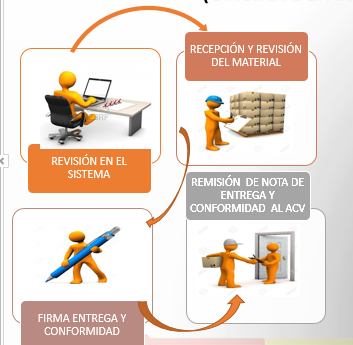 RECEPCIÓN Y REVISIÓN
DEL MATERIAL
REVISIÓN EN EL
SISTEMA
REMISIÓN DE NOTA DE
ENTREGA Y
CONFORMIDAD AL ACV
FIRMA ENTREGA Y
CONFORMIDAD